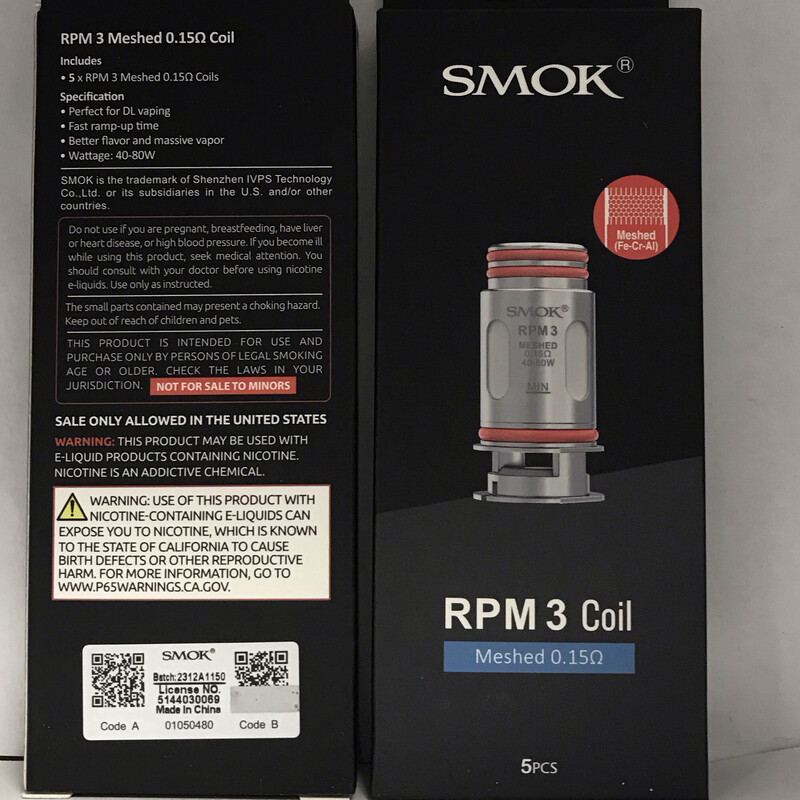 RPM 3 Meshed 0.15Ω Coil
Includes
• 5 x RPM 3 Meshed 0.15Ω Coils
Specification
• Perfect for DL vaping
• Fast ramp-up time
• Better flavor and massive vapor
• Wattage: 40-80W
SMOK is the trademark of Shenzhen IVPS Technology
Co.,Ltd. or its subsidiaries in the U.S. and/or other
countries.
Do not use if you are pregnant, breastfeeding, have liver
or heart disease, or high blood pressure. If you become ill
while using this product, seek medical attention. You
should consult with your doctor before using nicotine
e-liquids. Use only as instructed.
The small parts contained may present a choking hazard.
Keep out of reach of children and pets.
THIS PRODUCT IS INTENDED FOR USE AND
PURCHASE ONLY BY PERSONS OF LEGAL SMOKING
AGE OR OLDER. CHECK THE LAWS IN YOUR
JURISDICTION. NOT FOR SALE TO MINORS
SALE ONLY ALLOWED IN THE UNITED STATES
WARNING: THIS PRODUCT MAY BE USED WITH
E-LIQUID PRODUCTS CONTAINING NICOTINE.
NICOTINE IS AN ADDICTIVE CHEMICAL.
WARNING: USE OF THIS PRODUCT WITH
NICOTINE-CONTAINING E-LIQUIDS CAN
EXPOSE YOU TO NICOTINE, WHICH IS KNOWN
TO THE STATE OF CALIFORNIA TO CAUSE
BIRTH DEFECTS OR OTHER REPRODUCTIVE
HARM. FOR MORE INFORMATION, GO TO
WWW.P65WARNINGS.CA.GOV.
SMOK®
Batch:2312A1150
License NO.
5144030069
Made in China
Code A 01050480 Code B
SMOK®
Meshed
(Fe-Cr-Al)
SMOK®
RPM 3
MESHED
0.15Ω
40-80W
MIN
RPM 3 Coil
Meshed 0.15Ω
5PCS